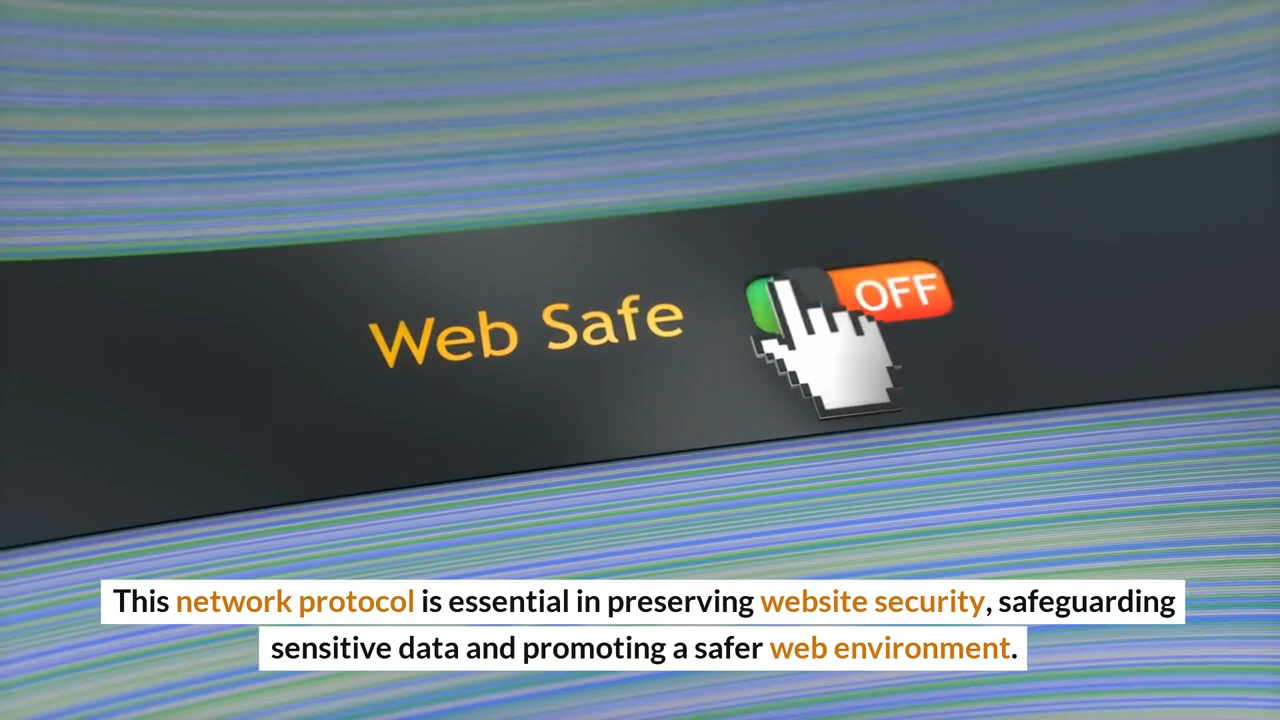 Web Safe
OFF
This network protocol is essential in preserving website security, safeguarding
sensitive data and promoting a safer web environment.